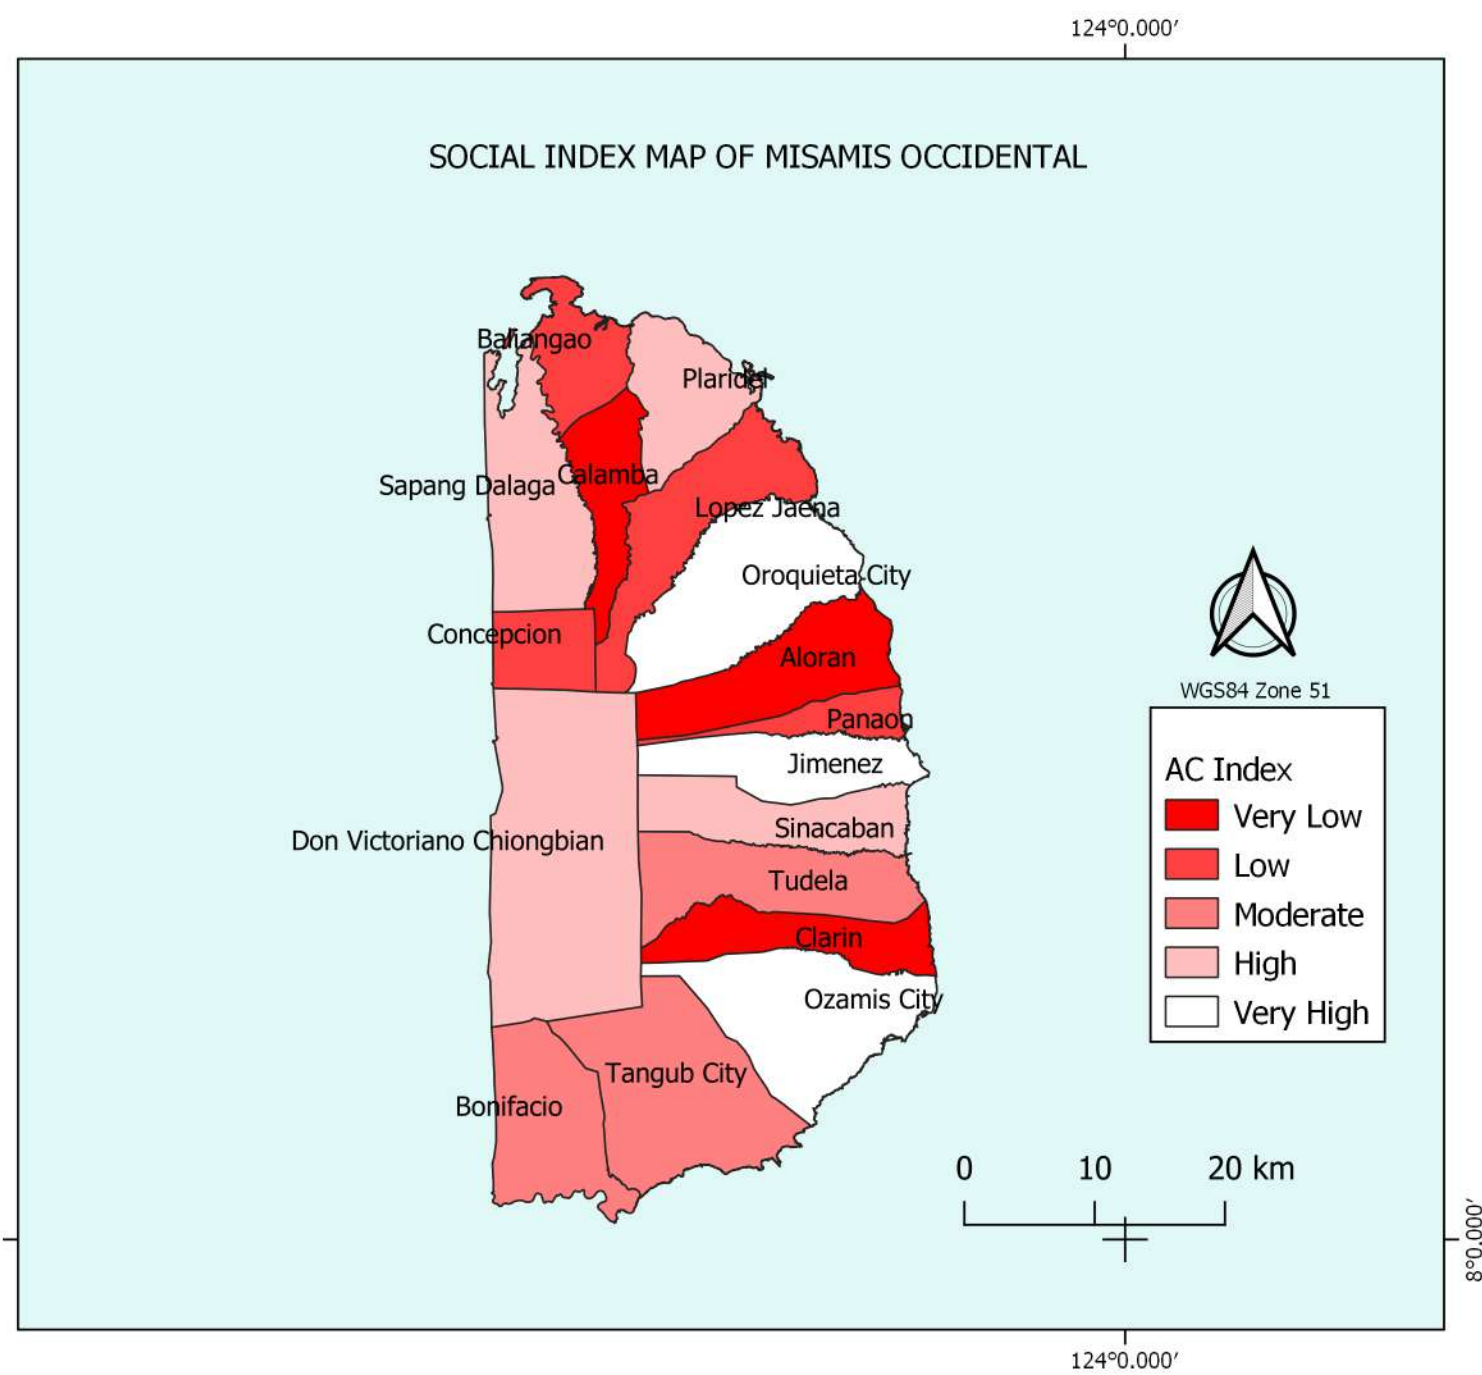 124°0.000′
SOCIAL INDEX MAP OF MISAMIS OCCIDENTAL
Baliangao
Plaridel
Calamba
Sapang Dalaga
Lopez Jaena
Oroquieta City
Concepcion
Aloran
WGS84 Zone 51
Panaon
Jimenez
AC Index
Very Low
Sinacaban
Don Victoriano Chiongbian
Low
Tudela
Moderate
Clarin
High
Ozamis City
Very High
Tangub City
Bonifacio
0 10 20 km
8°0.000′
124°0.000′